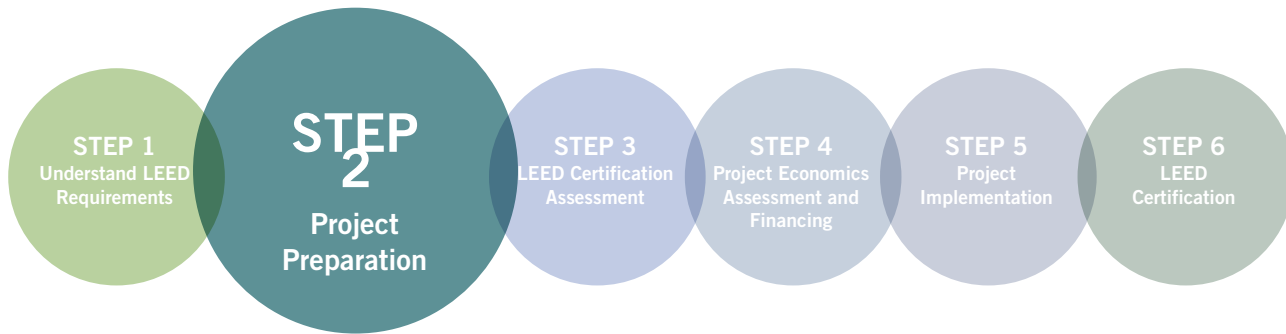 STEP 1
Understand LEED
Requirements
STEP
2
Project
Preparation
STEP 3
LEED Certification
Assessment
STEP 4
Project Economics
Assessment and
Financing
STEP 5
Project
Implementation
STEP 6
LEED
Certification